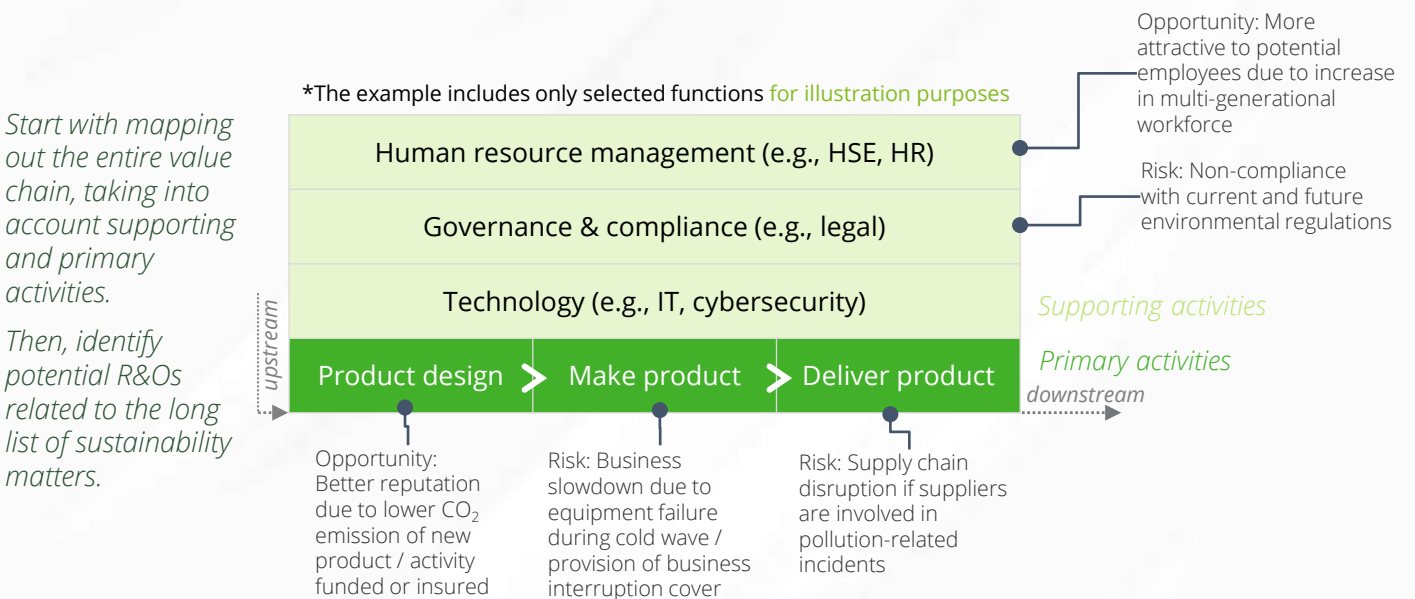 Start with mapping
out the entire value
chain, taking into
account supporting
and primary
activities.
Then, identify
potential R&Os
related to the long
list of sustainability
matters.
*The example includes only selected functions for illustration purposes
Human resource management (e.g., HSE, HR)
Governance & compliance (e.g., legal)
Technology (e.g., IT, cybersecurity)
upstream
Product design
Make product
Deliver product
Opportunity: More
attractive to potential
employees due to increase
in multi-generational
workforce
Risk: Non-compliance
with current and future
environmental regulations
Supporting activities
Primary activities
downstream
Opportunity:
Better reputation
due to lower CO₂
emission of new
product / activity
funded or insured
Risk: Business
slowdown due to
equipment failure
during cold wave /
provision of business
interruption cover
Risk: Supply chain
disruption if suppliers
are involved in
pollution-related
incidents